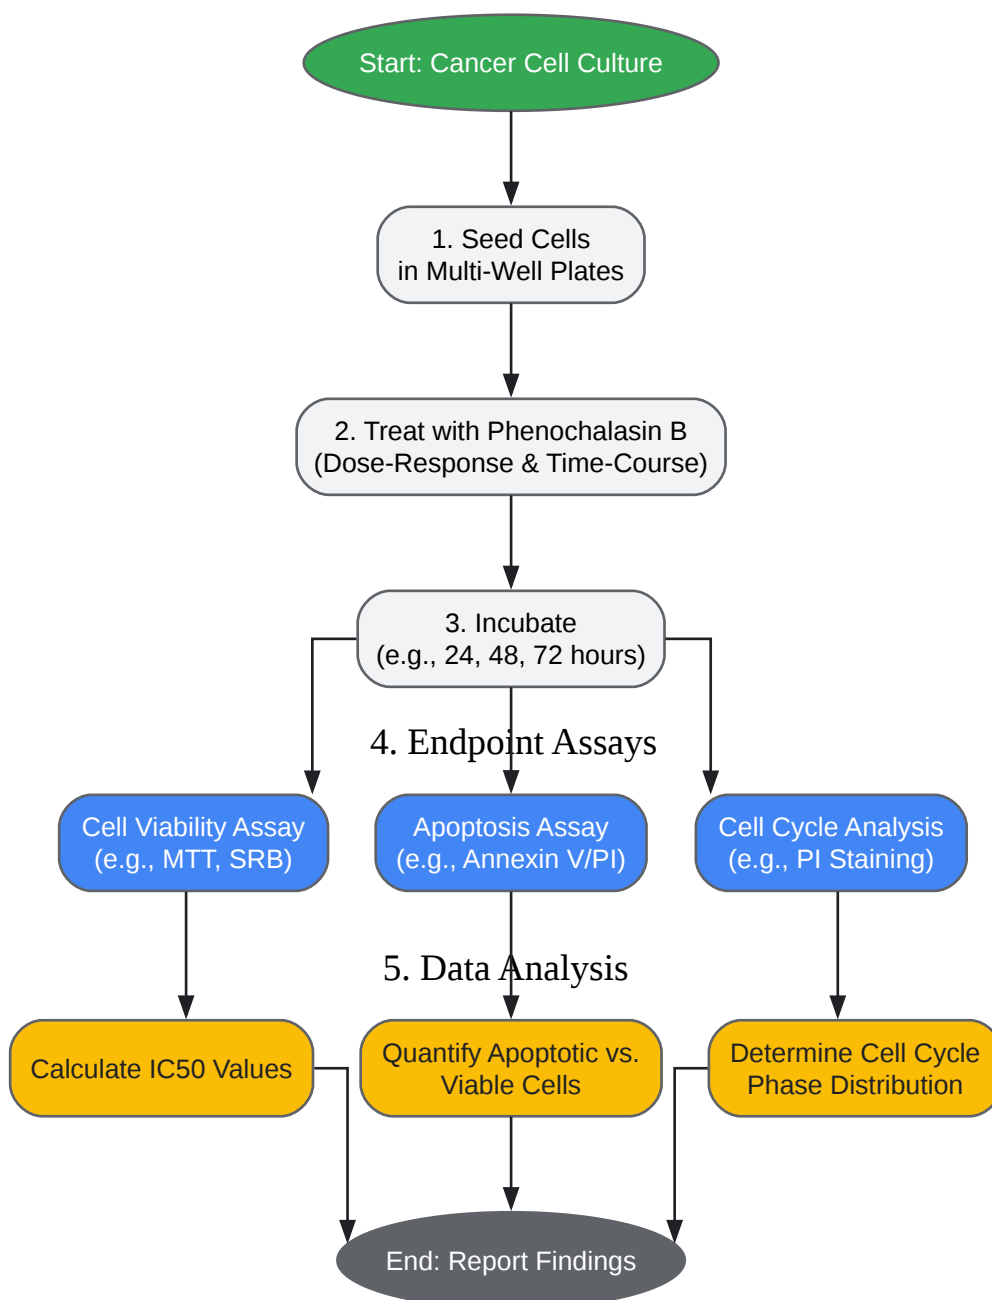 Start: Cancer Cell Culture
1. Seed Cells
in Multi-Well Plates
2. Treat with Phenochalasin B
(Dose-Response & Time-Course)
3. Incubate
(e.g., 24, 48, 72 hours)
4. Endpoint Assays
Cell Viability Assay
(e.g., MTT, SRB)
Apoptosis Assay
(e.g., Annexin V/PI)
Cell Cycle Analysis
(e.g., PI Staining)
5. Data Analysis
Calculate IC50 Values
Quantify Apoptotic vs.
Viable Cells
Determine Cell Cycle
Phase Distribution
End: Report Findings